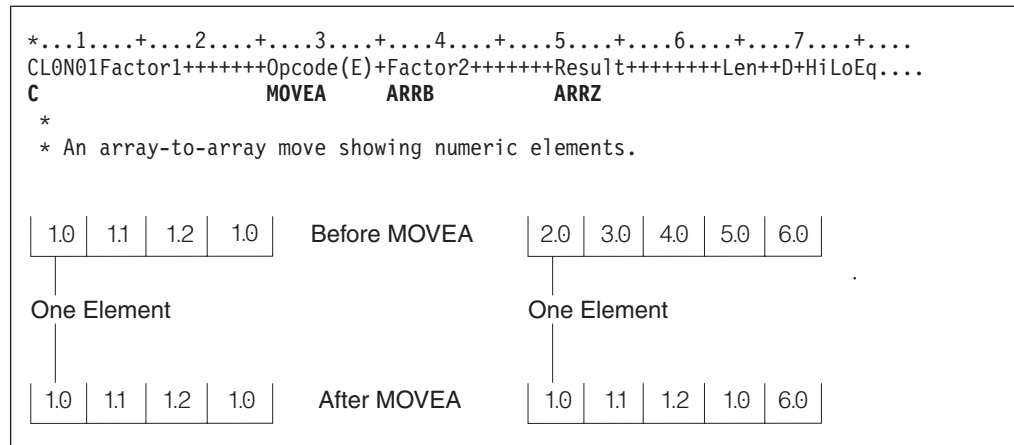 *...1....+....2....+....3....+....4....+....5....+....6....+....7....+....
CL0N01Factor1+++++++Opcode(E)+Factor2+++++++Result++++++++Len++D+HiLoEq....
C                   MOVEA     ARRB          ARRZ
 *
 * An array-to-array move showing numeric elements.
1.0 1.1 1.2 1.0 Before MOVEA 2.0 3.0 4.0 5.0 6.0
.
One Element One Element
1.0 1.1 1.2 1.0 After MOVEA 1.0 1.1 1.2 1.0 6.0